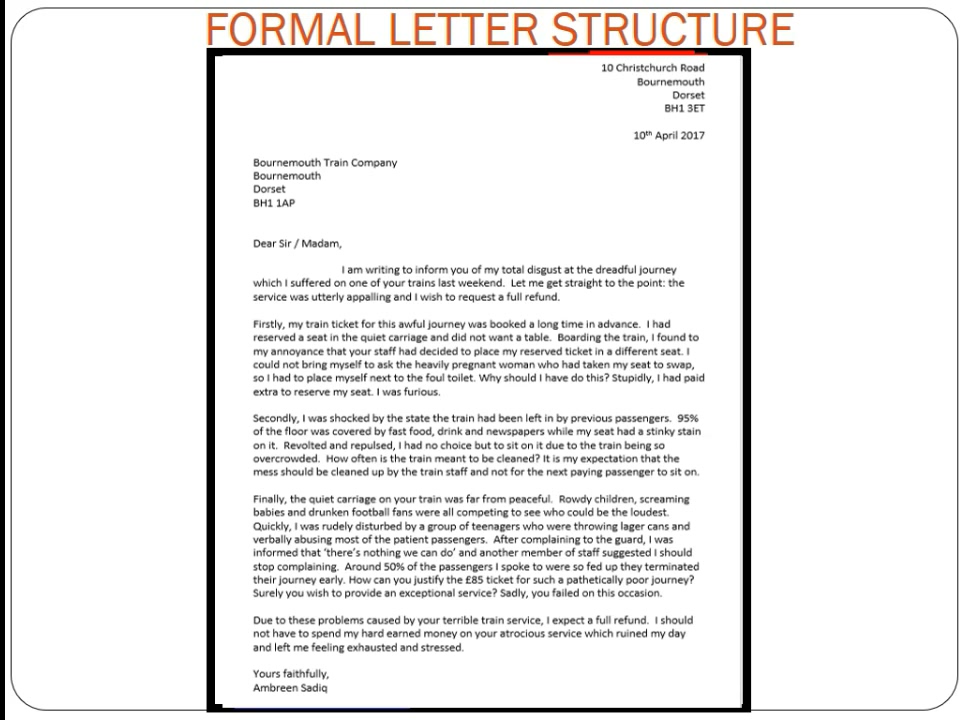 FORMAL LETTER STRUCTURE
10 Christchurch Road
Bournemouth
Dorset
BH1 3ET
10th April 2017
Bournemouth Train Company
Bournemouth
Dorset
BH1 1AP
Dear Sir / Madam,
I am writing to inform you of my total disgust at the dreadful journey
which I suffered on one of your trains last weekend.  Let me get straight to the point: the
service was utterly appalling and I wish to request a full refund.
Firstly, my train ticket for this awful journey was booked a long time in advance.  I had
reserved a seat in the quiet carriage and did not want a table.  Boarding the train, I found to
my annoyance that your staff had decided to place my reserved ticket in a different seat. I
could not bring myself to ask the heavily pregnant woman who had taken my seat to swap,
so I had to place myself next to the foul toilet. Why should I have do this? Stupidly, I had paid
extra to reserve my seat. I was furious.
Secondly, I was shocked by the state the train had been left in by previous passengers.  95%
of the floor was covered by fast food, drink and newspapers while my seat had a stinky stain
on it.  Revolted and repulsed, I had no choice but to sit on it due to the train being so
overcrowded.  How often is the train meant to be cleaned? It is my expectation that the
mess should be cleaned up by the train staff and not for the next paying passenger to sit on.
Finally, the quiet carriage on your train was far from peaceful.  Rowdy children, screaming
babies and drunken football fans were all competing to see who could be the loudest.
Quickly, I was rudely disturbed by a group of teenagers who were throwing lager cans and
verbally abusing most of the patient passengers.  After complaining to the guard, I was
informed that 'there's nothing we can do' and another member of staff suggested I should
stop complaining.  Around 50% of the passengers I spoke to were so fed up they terminated
their journey early. How can you justify the £85 ticket for such a pathetically poor journey?
Surely you wish to provide an exceptional service? Sadly, you failed on this occasion.
Due to these problems caused by your terrible train service, I expect a full refund.  I should
not have to spend my hard earned money on your atrocious service which ruined my day
and left me feeling exhausted and stressed.
Yours faithfully,
Ambreen Sadiq